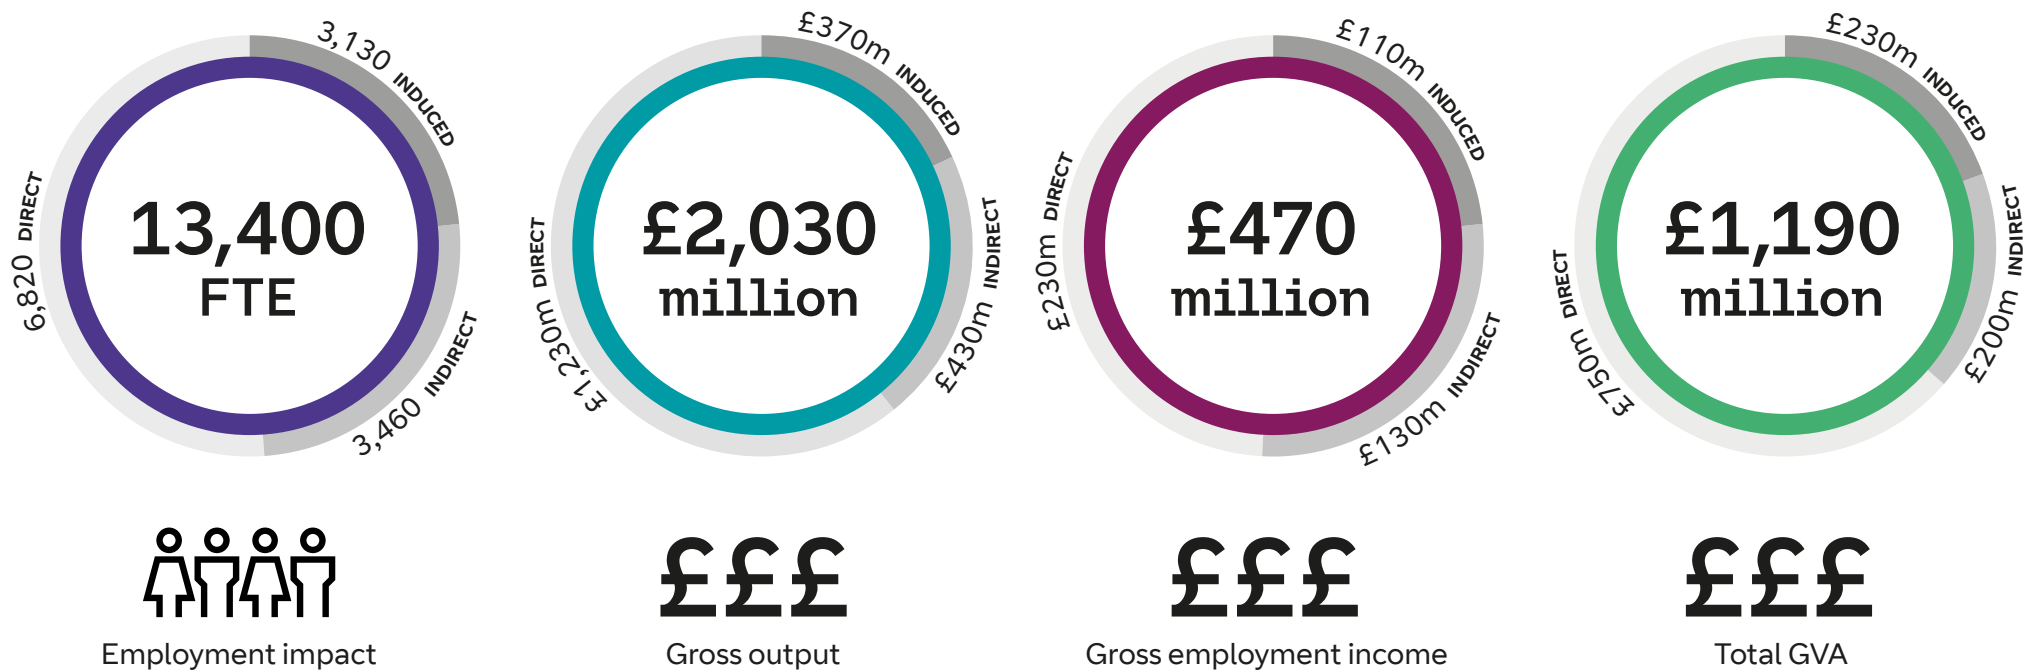 3,130 INDUCED
6,820 DIRECT
3,460 INDIRECT
13,400
FTE
Employment impact
£370m INDUCED
£1,230m DIRECT
£430m INDIRECT
£2,030
million
£££
Gross output
£110m INDUCED
£230m DIRECT
£130m INDIRECT
£470
million
£££
Gross employment income
£230m INDUCED
£750m DIRECT
£200m INDIRECT
£1,190
million
£££
Total GVA